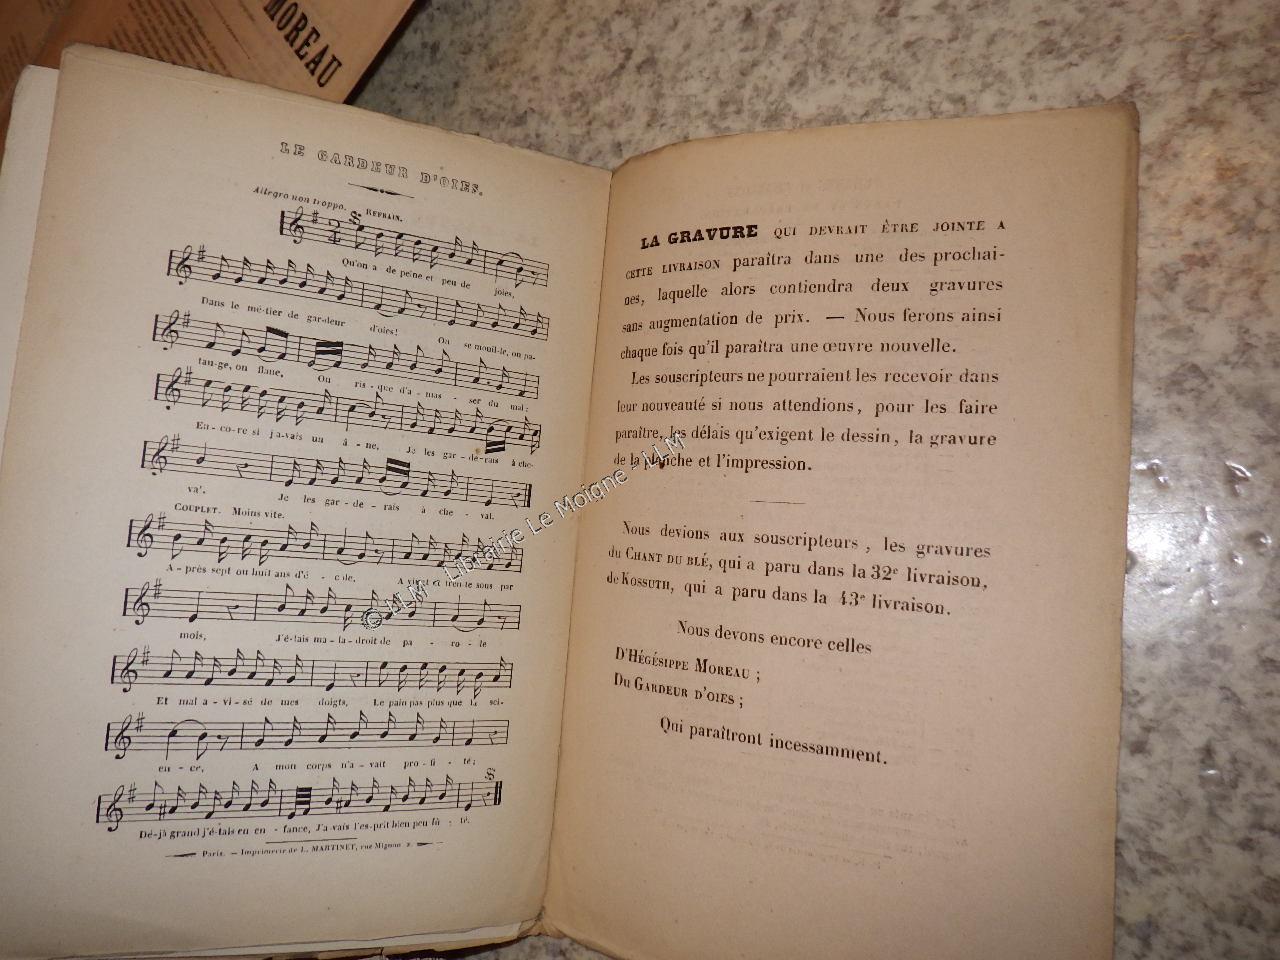 MOREAU
LE GARDEUR D'OIES.
Allegro non troppo.
REFRAIN.
Qu'on a de peine et peu de joies,
Dans le mé-tier de gar-deur d'oies! On se mouil-le, on pa-
tau-ge, on flane, On ris-que d'a-mas-ser du mal:
En-co-re si j'a-vais un â-ne, Je les gar-de-rais à che-
va'. Je les gar-de-rais à che-val.
COUPLET. Moins vite.
A-près sept ou huit ans d'é-co-le, A vingt et tren-te sous par
mois, J'é-tais ma-la-droit de pa-ro-le
Et mal a-vi-sé de mes doigts, Le pain pas plus que la sci-
en-ce, A mon corps n'a-vait pro-fi-té;
Dé-jà grand j'é-tais en en-fance, J'a-vais l'es-prit bien peu fû-té.
Paris. — Imprimerie de L. MARTINET, rue Mignon 2.
LA GRAVURE QUI DEVRAIT ÊTRE JOINTE A
CETTE LIVRAISON paraîtra dans une des prochai-
nes, laquelle alors contiendra deux gravures
sans augmentation de prix. — Nous ferons ainsi
chaque fois qu'il paraîtra une œuvre nouvelle.
Les souscripteurs ne pourraient les recevoir dans
leur nouveauté si nous attendions, pour les faire
paraître, les délais qu'exigent le dessin, la gravure
de la planche et l'impression.
Nous devions aux souscripteurs, les gravures
du CHANT DU BLÉ, qui a paru dans la 32e livraison,
de KOSSUTH, qui a paru dans la 43e livraison.
Nous devons encore celles
D'HÉGÉSIPPE MOREAU;
DU GARDEUR D'OIES;
Qui paraîtront incessamment.
© LLM - Librairie Le Moigne - LLM